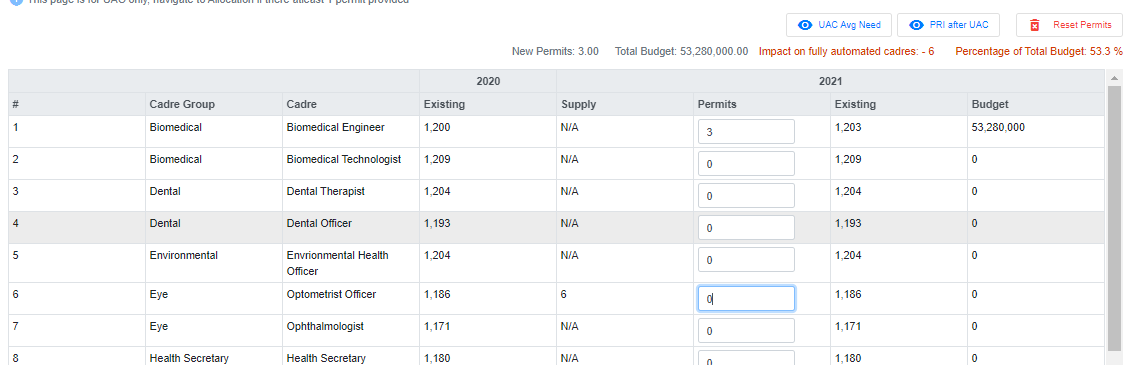 This page is for UAC only, navigate to Allocation if there atleast 1 permit provided
UAC Avg Need PRI after UAC Reset Permits
New Permits: 3.00 Total Budget: 53,280,000.00 Impact on fully automated cadres: - 6 Percentage of Total Budget: 53.3 %
2020 2021
# Cadre Group Cadre Existing Supply Permits Existing Budget
1 Biomedical Biomedical Engineer 1,200 N/A 3 1,203 53,280,000
2 Biomedical Biomedical Technologist 1,209 N/A 0 1,209 0
3 Dental Dental Therapist 1,204 N/A 0 1,204 0
4 Dental Dental Officer 1,193 N/A 0 1,193 0
5 Environmental Envrionmental Health 1,204 N/A 0 1,204 0
Officer
6 Eye Optometrist Officer 1,186 6 0 1,186 0
7 Eye Ophthalmologist 1,171 N/A 0 1,171 0
8 Health Secretary Health Secretary 1,180 N/A 0 1,180 0